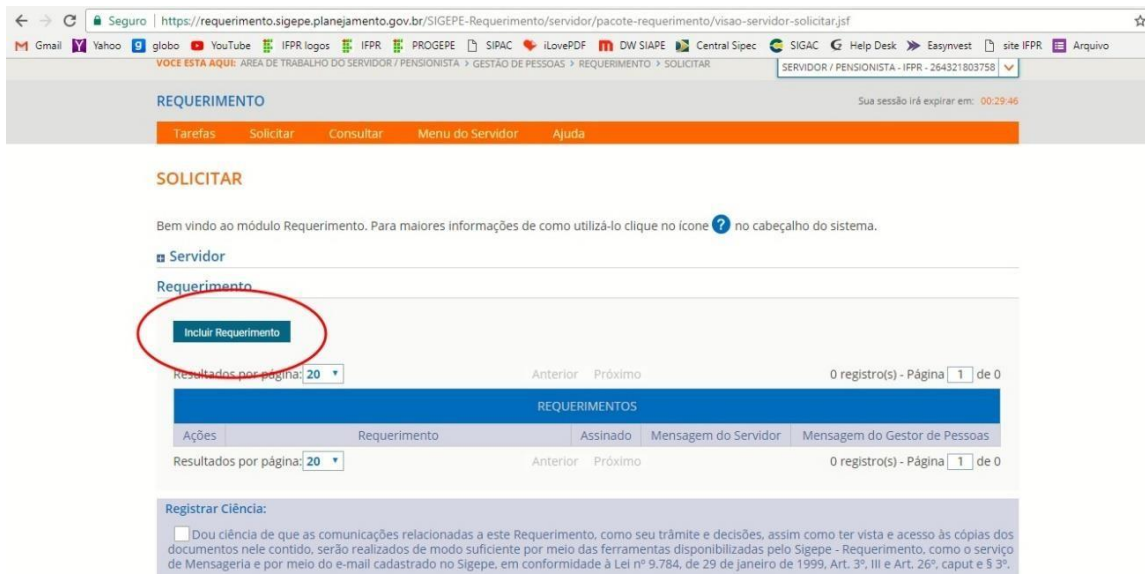 Seguro | https://requerimento.sigepe.planejamento.gov.br/SIGEPE-Requerimento/servidor/pacote-requerimento/visao-servidor-solicitar.jsf
Gmail Yahoo globo YouTube IFPR logos IFPR PROGEPE SIPAC iLovePDF DW SIAPE Central Sipec SIGAC Help Desk Easynvest site IFPR Arquivo
VOCÊ ESTÁ AQUI: ÁREA DE TRABALHO DO SERVIDOR / PENSIONISTA > GESTÃO DE PESSOAS > REQUERIMENTO > SOLICITAR
SERVIDOR / PENSIONISTA - IFPR - 264321803758
REQUERIMENTO Sua sessão irá expirar em: 00:29:46
Tarefas Solicitar Consultar Menu do Servidor Ajuda
SOLICITAR
Bem vindo ao módulo Requerimento. Para maiores informações de como utilizá-lo clique no ícone ? no cabeçalho do sistema.
Servidor
Requerimento
Incluir Requerimento
Resultados por página: 20 Anterior Próximo 0 registro(s) - Página 1 de 0
REQUERIMENTOS
Ações Requerimento Assinado Mensagem do Servidor Mensagem do Gestor de Pessoas
Resultados por página: 20 Anterior Próximo 0 registro(s) - Página 1 de 0
Registrar Ciência:
Dou ciência de que as comunicações relacionadas a este Requerimento, como seu trâmite e decisões, assim como ter vista e acesso às cópias dos
documentos nele contido, serão realizados de modo suficiente por meio das ferramentas disponibilizadas pelo Sigepe - Requerimento, como o serviço
de Mensageria e por meio do e-mail cadastrado no Sigepe, em conformidade à Lei nº 9.784, de 29 de janeiro de 1999, Art. 3º, III e Art. 26º, caput e § 3º,